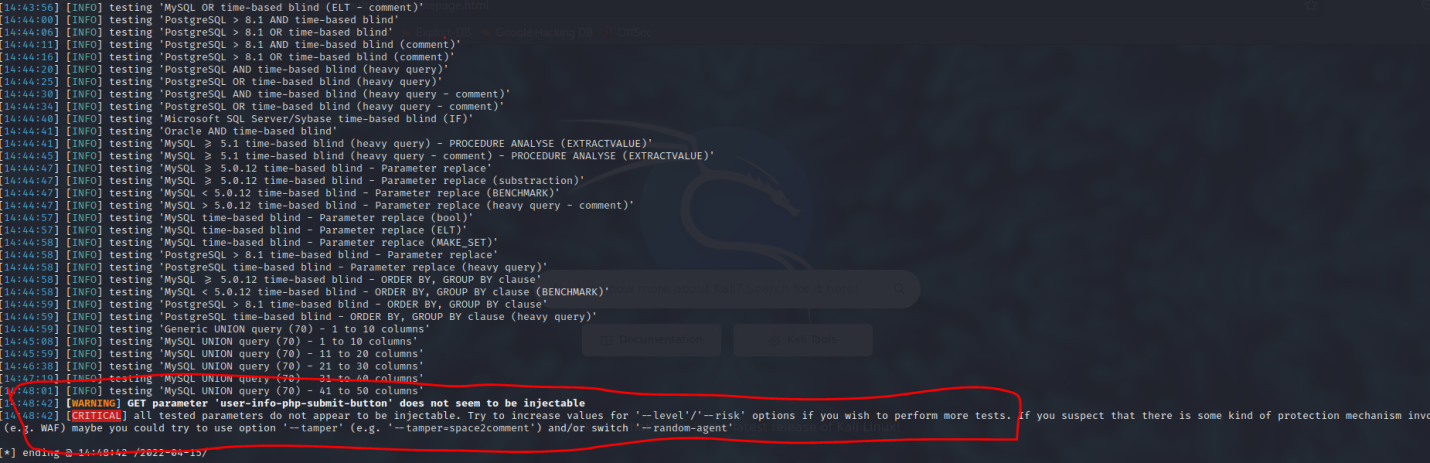 omepage.html
[14:43:56] [INFO] testing 'MySQL OR time-based blind (ELT - comment)'
[14:44:00] [INFO] testing 'PostgreSQL > 8.1 AND time-based blind'
[14:44:06] [INFO] testing 'PostgreSQL > 8.1 OR time-based blind'
[14:44:11] [INFO] testing 'PostgreSQL > 8.1 AND time-based blind (comment)'
[14:44:16] [INFO] testing 'PostgreSQL > 8.1 OR time-based blind (comment)'
[14:44:20] [INFO] testing 'PostgreSQL AND time-based blind (heavy query)'
[14:44:25] [INFO] testing 'PostgreSQL OR time-based blind (heavy query)'
[14:44:30] [INFO] testing 'PostgreSQL AND time-based blind (heavy query - comment)'
[14:44:34] [INFO] testing 'PostgreSQL OR time-based blind (heavy query - comment)'
[14:44:40] [INFO] testing 'Microsoft SQL Server/Sybase time-based blind (IF)'
[14:44:41] [INFO] testing 'Oracle AND time-based blind'
[14:44:41] [INFO] testing 'MySQL ≥ 5.1 time-based blind (heavy query) - PROCEDURE ANALYSE (EXTRACTVALUE)'
[14:44:45] [INFO] testing 'MySQL ≥ 5.1 time-based blind (heavy query - comment) - PROCEDURE ANALYSE (EXTRACTVALUE)'
[14:44:47] [INFO] testing 'MySQL ≥ 5.0.12 time-based blind - Parameter replace'
[14:44:47] [INFO] testing 'MySQL ≥ 5.0.12 time-based blind - Parameter replace (substraction)'
[14:44:47] [INFO] testing 'MySQL < 5.0.12 time-based blind - Parameter replace (BENCHMARK)'
[14:44:47] [INFO] testing 'MySQL > 5.0.12 time-based blind - Parameter replace (heavy query - comment)'
[14:44:57] [INFO] testing 'MySQL time-based blind - Parameter replace (bool)'
[14:44:57] [INFO] testing 'MySQL time-based blind - Parameter replace (ELT)'
[14:44:58] [INFO] testing 'MySQL time-based blind - Parameter replace (MAKE_SET)'
[14:44:58] [INFO] testing 'PostgreSQL > 8.1 time-based blind - Parameter replace'
[14:44:58] [INFO] testing 'PostgreSQL time-based blind - Parameter replace (heavy query)'
[14:44:58] [INFO] testing 'MySQL ≥ 5.0.12 time-based blind - ORDER BY, GROUP BY clause'
[14:44:58] [INFO] testing 'MySQL < 5.0.12 time-based blind - ORDER BY, GROUP BY clause (BENCHMARK)'
[14:44:59] [INFO] testing 'PostgreSQL > 8.1 time-based blind - ORDER BY, GROUP BY clause'
[14:44:59] [INFO] testing 'PostgreSQL time-based blind - ORDER BY, GROUP BY clause (heavy query)'
[14:44:59] [INFO] testing 'Generic UNION query (70) - 1 to 10 columns'
[14:45:08] [INFO] testing 'MySQL UNION query (70) - 1 to 10 columns'
[14:45:59] [INFO] testing 'MySQL UNION query (70) - 11 to 20 columns'
[14:46:38] [INFO] testing 'MySQL UNION query (70) - 21 to 30 columns'
[14:47:19] [INFO] testing 'MySQL UNION query (70) - 31 to 40 columns'
[14:48:01] [INFO] testing 'MySQL UNION query (70) - 41 to 50 columns'
[14:48:42] [WARNING] GET parameter 'user-info-php-submit-button' does not seem to be injectable
[14:48:42] [CRITICAL] all tested parameters do not appear to be injectable. Try to increase values for '--level'/'--risk' options if you wish to perform more tests. If you suspect that there is some kind of protection mechanism invo
(e.g. WAF) maybe you could try to use option '--tamper' (e.g. '--tamper=space2comment') and/or switch '--random-agent'
[*] ending @ 14:48:42 /2022-04-15/
Google Hacking DB
OffSec
Documentation
Kali Tools
latest release of Kali Linux)